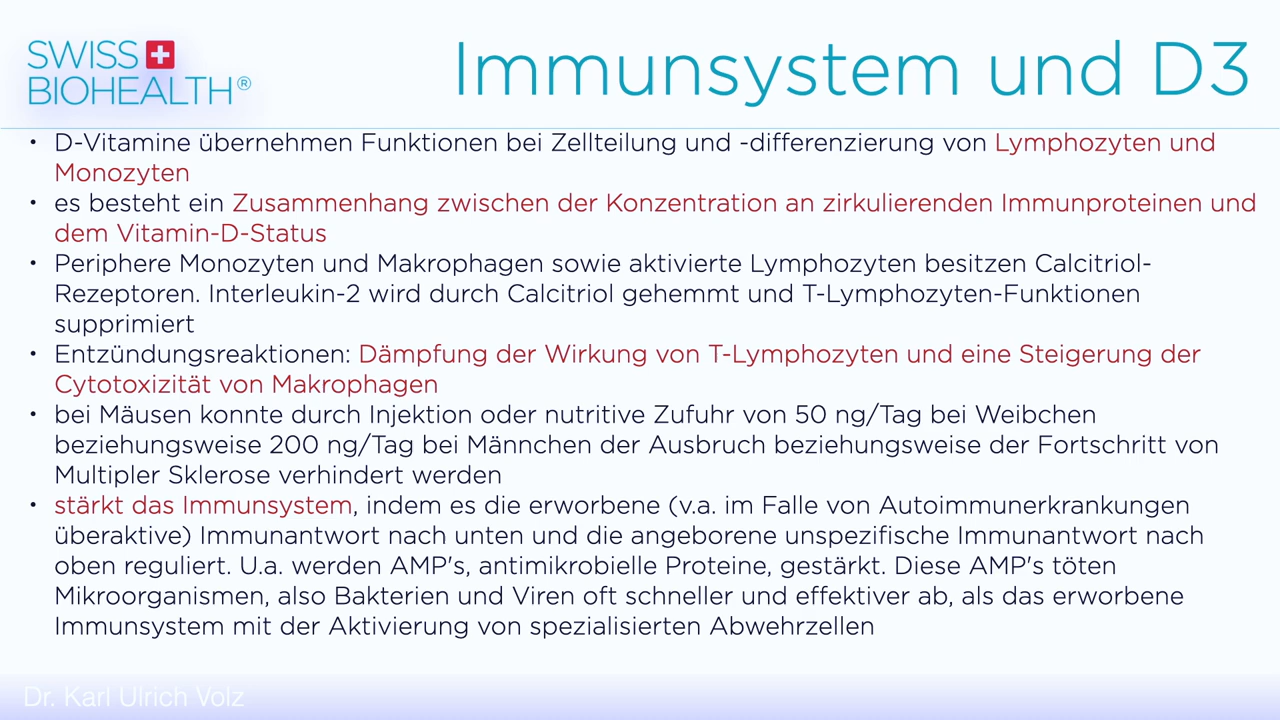 SWISS
BIOHEALTH®
Immunsystem und D3
• D-Vitamine übernehmen Funktionen bei Zellteilung und -differenzierung von Lymphozyten und
Monozyten
• es besteht ein Zusammenhang zwischen der Konzentration an zirkulierenden Immunproteinen und
dem Vitamin-D-Status
• Periphere Monozyten und Makrophagen sowie aktivierte Lymphozyten besitzen Calcitriol-
Rezeptoren. Interleukin-2 wird durch Calcitriol gehemmt und T-Lymphozyten-Funktionen
supprimiert
• Entzündungsreaktionen: Dämpfung der Wirkung von T-Lymphozyten und eine Steigerung der
Cytotoxizität von Makrophagen
• bei Mäusen konnte durch Injektion oder nutritive Zufuhr von 50 ng/Tag bei Weibchen
beziehungsweise 200 ng/Tag bei Männchen der Ausbruch beziehungsweise der Fortschritt von
Multipler Sklerose verhindert werden
• stärkt das Immunsystem, indem es die erworbene (v.a. im Falle von Autoimmunerkrankungen
überaktive) Immunantwort nach unten und die angeborene unspezifische Immunantwort nach
oben reguliert. U.a. werden AMP's, antimikrobielle Proteine, gestärkt. Diese AMP's töten
Mikroorganismen, also Bakterien und Viren oft schneller und effektiver ab, als das erworbene
Immunsystem mit der Aktivierung von spezialisierten Abwehrzellen
Dr. Karl Ulrich Volz